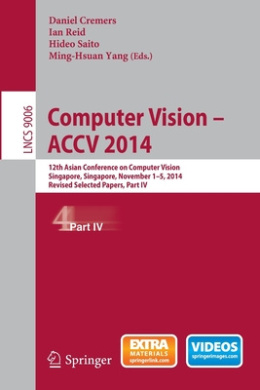 Daniel Cremers
Ian Reid
Hideo Saito
Ming-Hsuan Yang (Eds.)
LNCS 9006
Computer Vision –
ACCV 2014
12th Asian Conference on Computer Vision
Singapore, Singapore, November 1–5, 2014
Revised Selected Papers, Part IV
4 Part IV
EXTRA
MATERIALS
springerlink.com
VIDEOS
springerimages.com
Springer